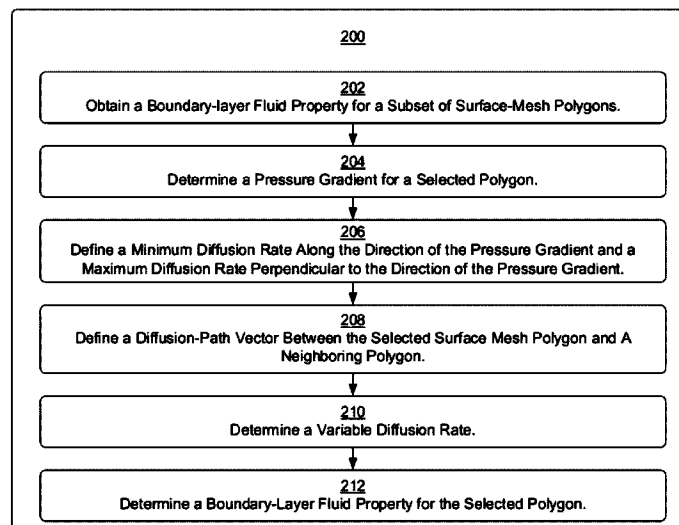 200
202
Obtain a Boundary-layer Fluid Property for a Subset of Surface-Mesh Polygons.
204
Determine a Pressure Gradient for a Selected Polygon.
206
Define a Minimum Diffusion Rate Along the Direction of the Pressure Gradient and a
Maximum Diffusion Rate Perpendicular to the Direction of the Pressure Gradient.
208
Define a Diffusion-Path Vector Between the Selected Surface Mesh Polygon and A
Neighboring Polygon.
210
Determine a Variable Diffusion Rate.
212
Determine a Boundary-Layer Fluid Property for the Selected Polygon.